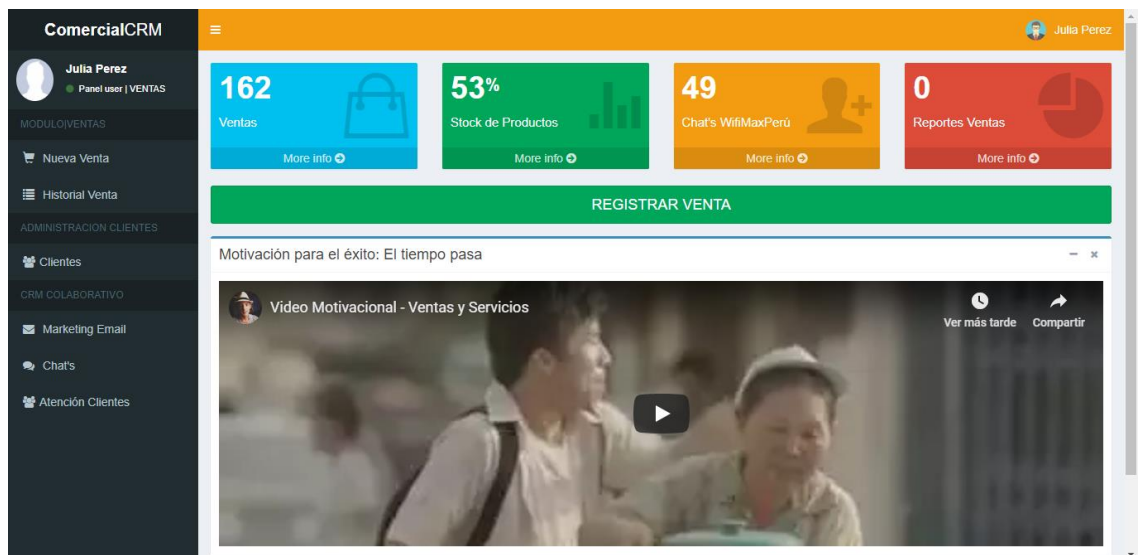 ComercialCRM
Julia Perez
Julia Perez
Panel user | VENTAS
MODULO|VENTAS
Nueva Venta
Historial Venta
ADMINISTRACIÓN CLIENTES
Clientes
CRM COLABORATIVO
Marketing Email
Chat's
Atención Clientes
162
Ventas
More info
53%
Stock de Productos
More info
49
Chat's WifiMaxPerú
More info
0
Reportes Ventas
More info
REGISTRAR VENTA
Motivación para el éxito: El tiempo pasa
Video Motivacional - Ventas y Servicios
Ver más tarde
Compartir